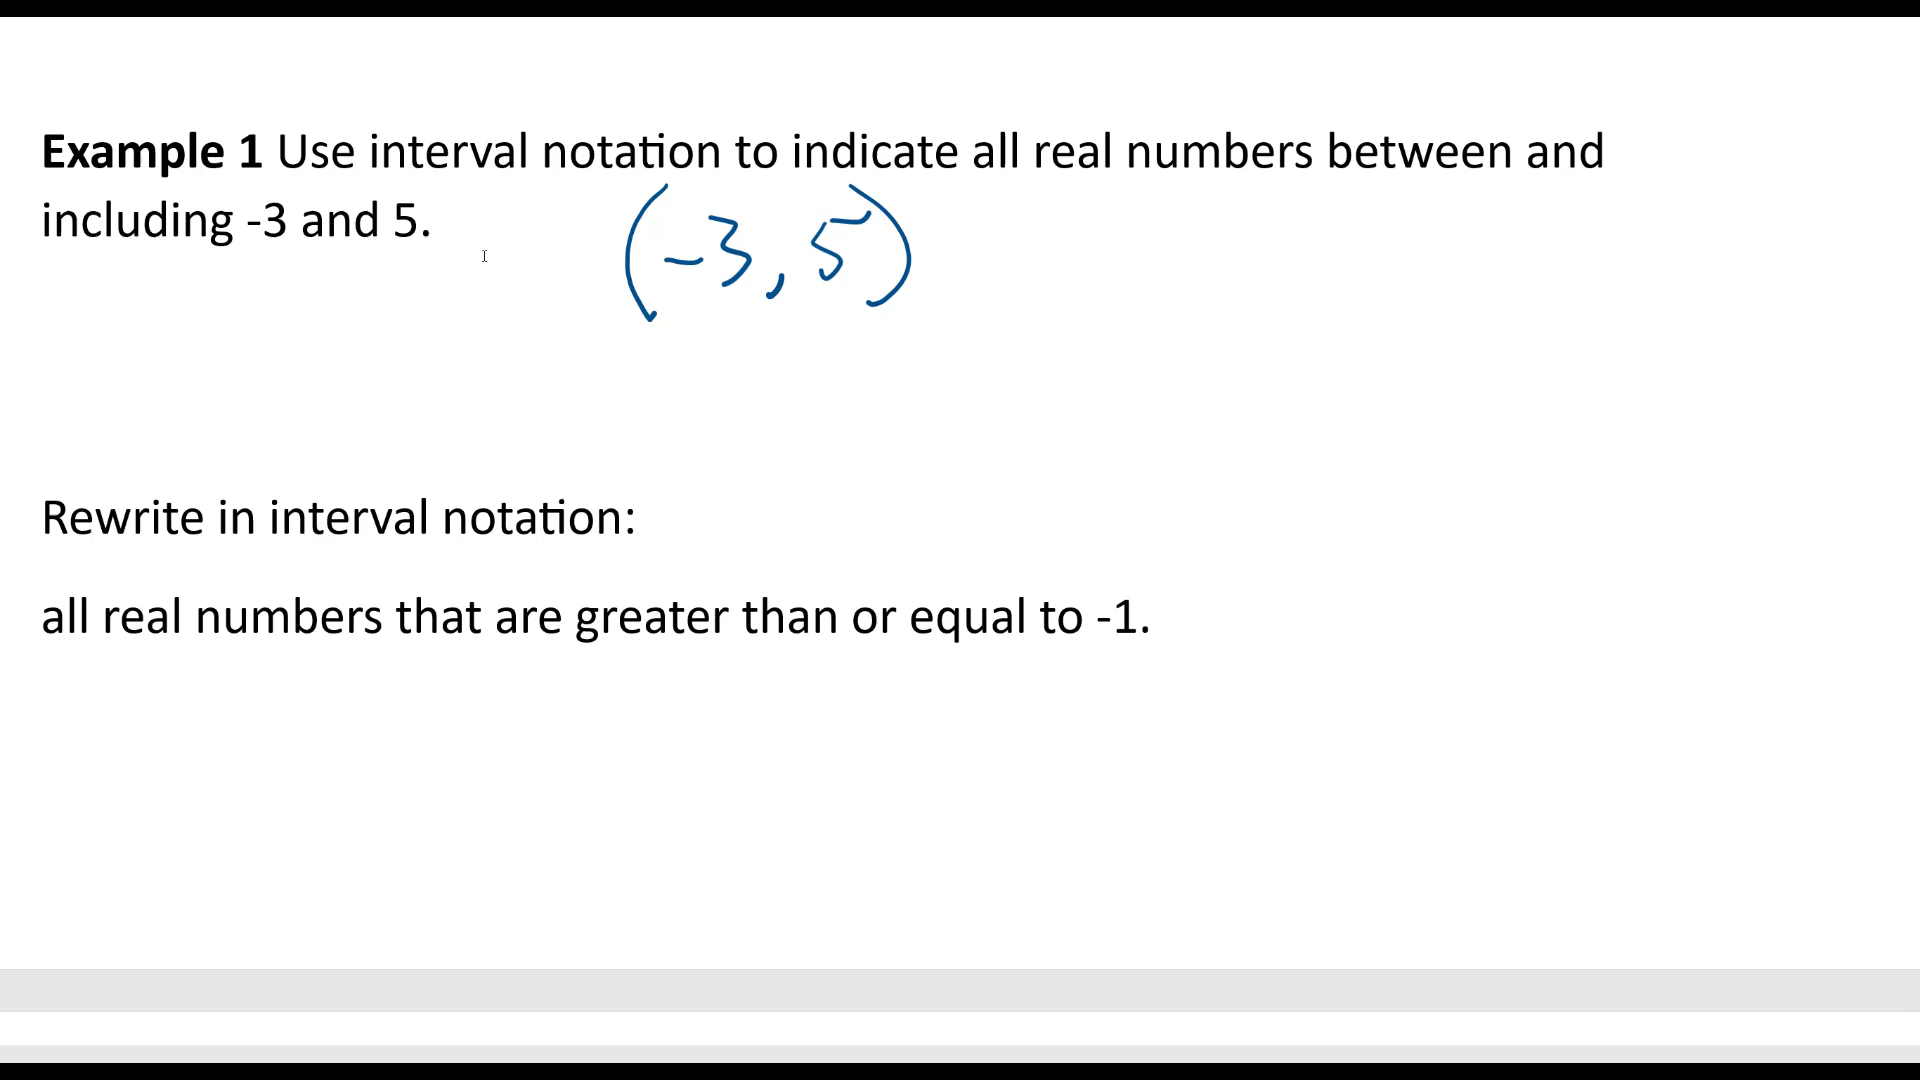 Example 1 Use interval notation to indicate all real numbers between and
including -3 and 5.
(-3, 5)
Rewrite in interval notation:
all real numbers that are greater than or equal to -1.